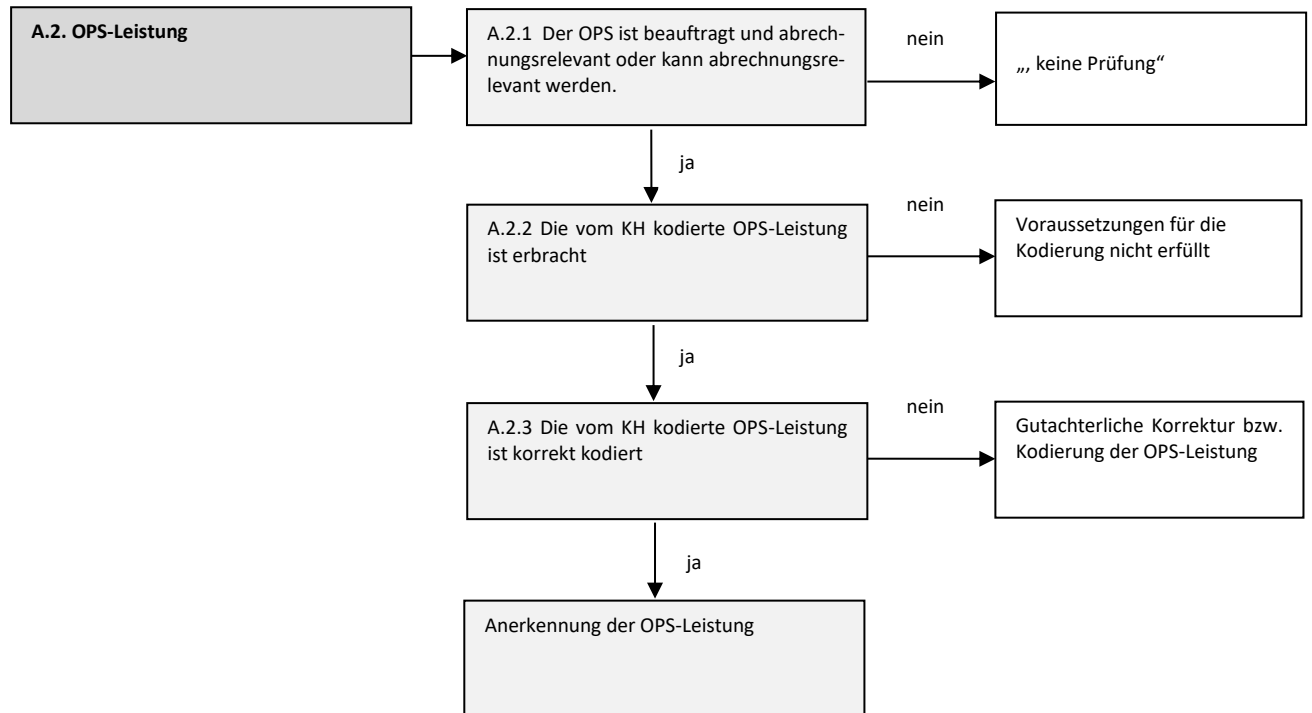 A.2. OPS-Leistung
A.2.1 Der OPS ist beauftragt und abrech-
nungsrelevant oder kann abrechnungsre-
levant werden.
nein
„, keine Prüfung“
ja
A.2.2 Die vom KH kodierte OPS-Leistung
ist erbracht
nein
Voraussetzungen für die
Kodierung nicht erfüllt
ja
A.2.3 Die vom KH kodierte OPS-Leistung
ist korrekt kodiert
nein
Gutachterliche Korrektur bzw.
Kodierung der OPS-Leistung
ja
Anerkennung der OPS-Leistung